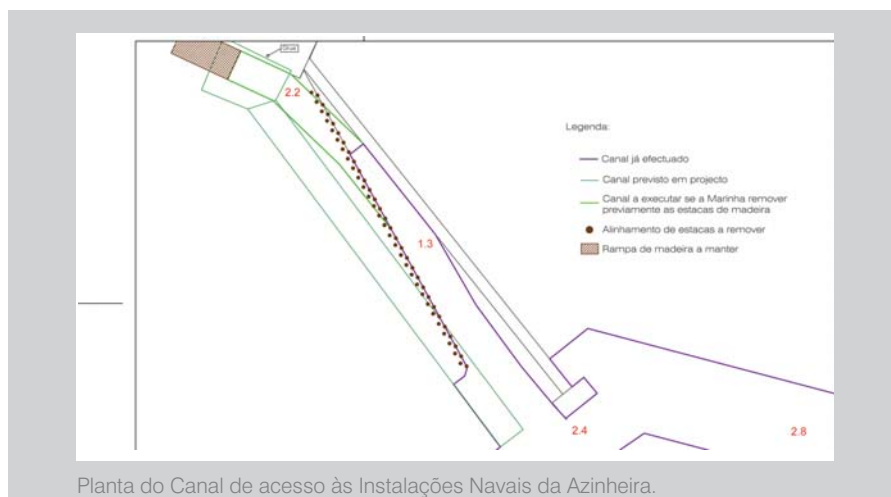 2.2
Legenda:
Canal já efectuado
Canal previsto em projecto
Canal a executar se a Marinha remover
previamente as estacas de madeira
Alinhamento de estacas a remover
Rampa de madeira a manter
1.3
2.4
2.8
Planta do Canal de acesso às Instalações Navais da Azinheira.